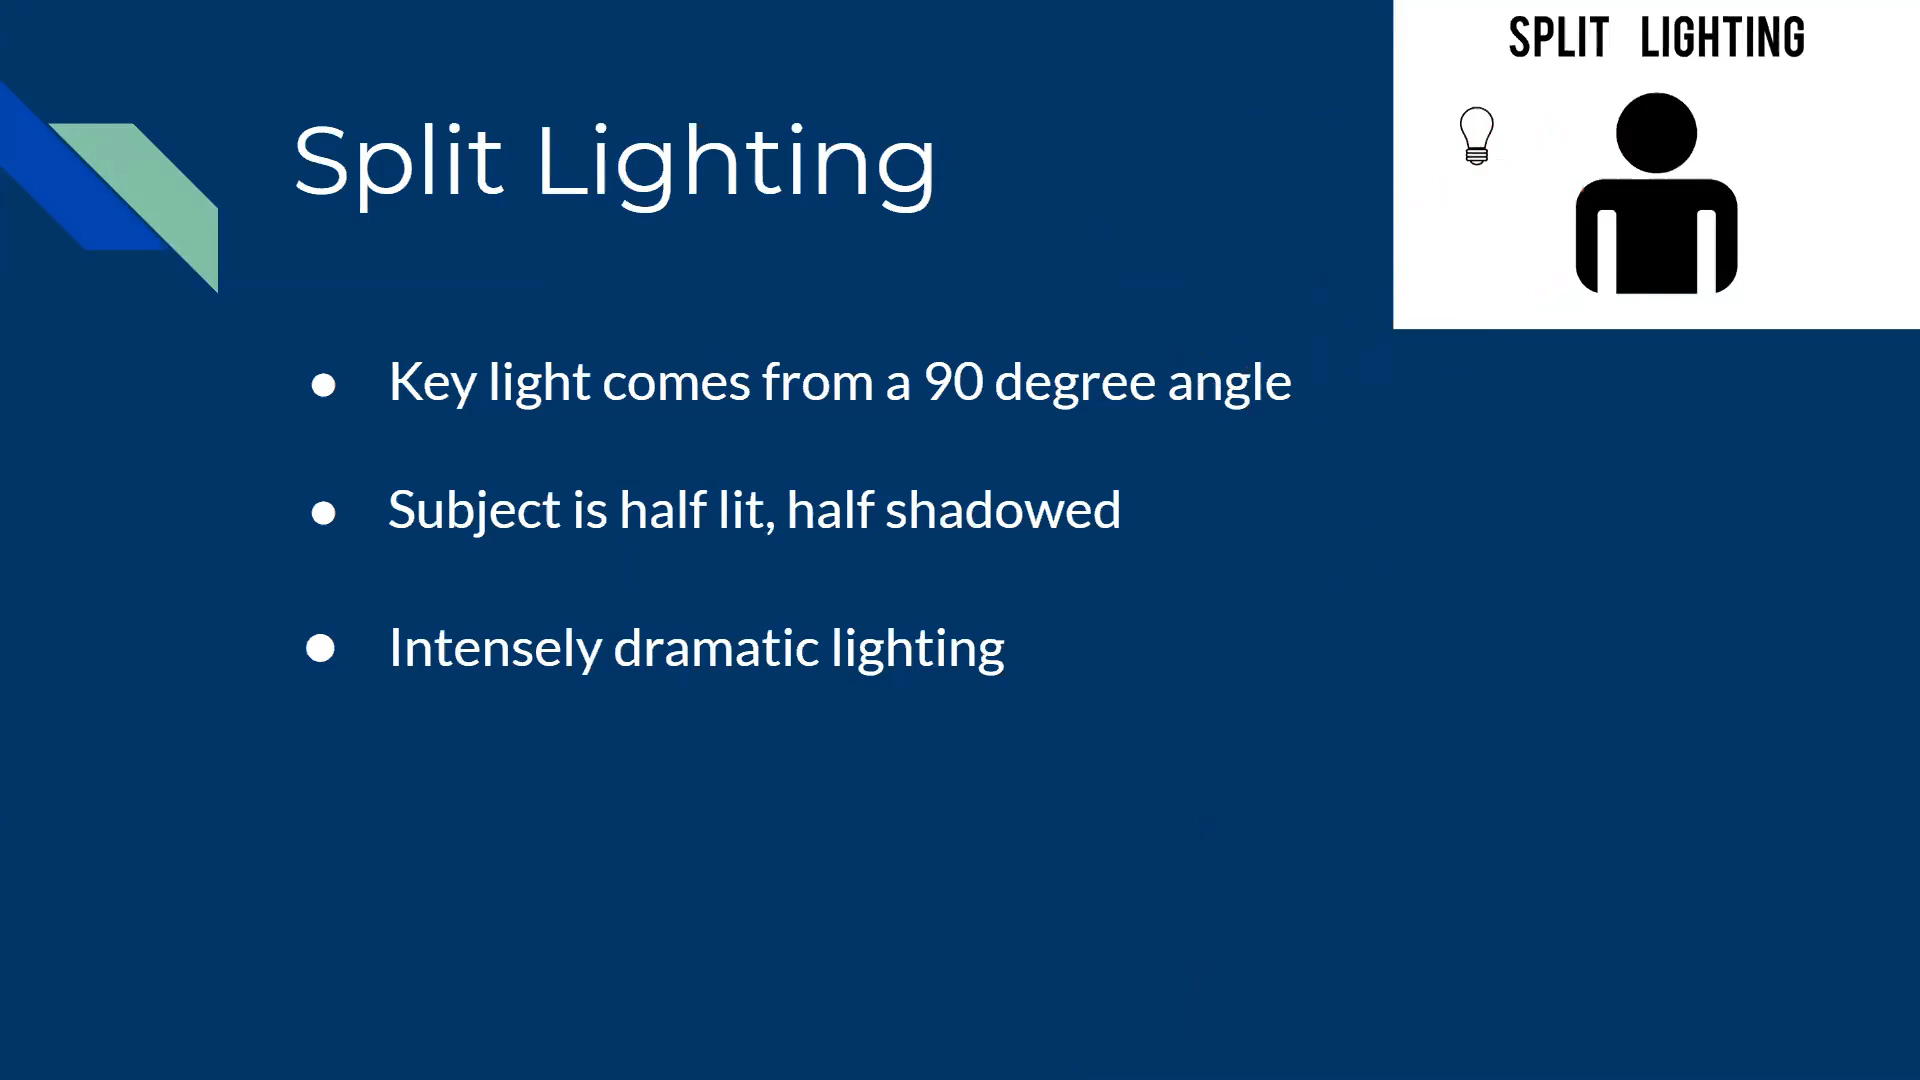 SPLIT LIGHTING
Split Lighting
● Key light comes from a 90 degree angle
● Subject is half lit, half shadowed
● Intensely dramatic lighting